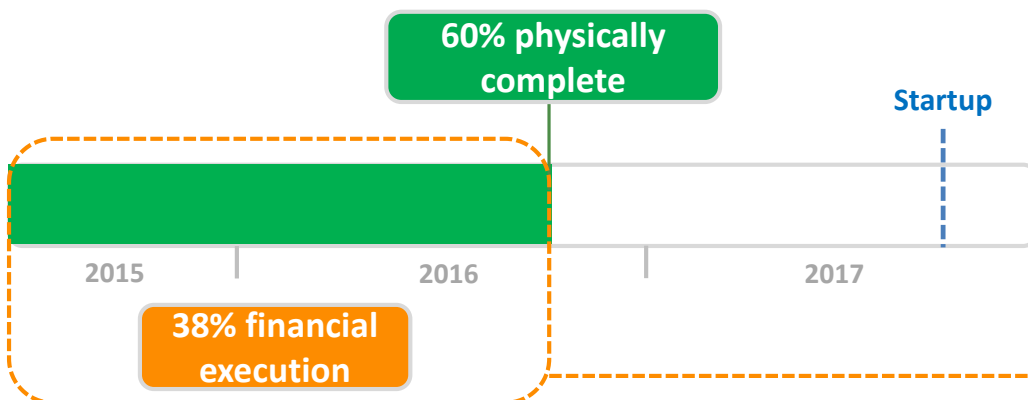 60% physically
complete
Startup
2015
2016
2017
38% financial
execution